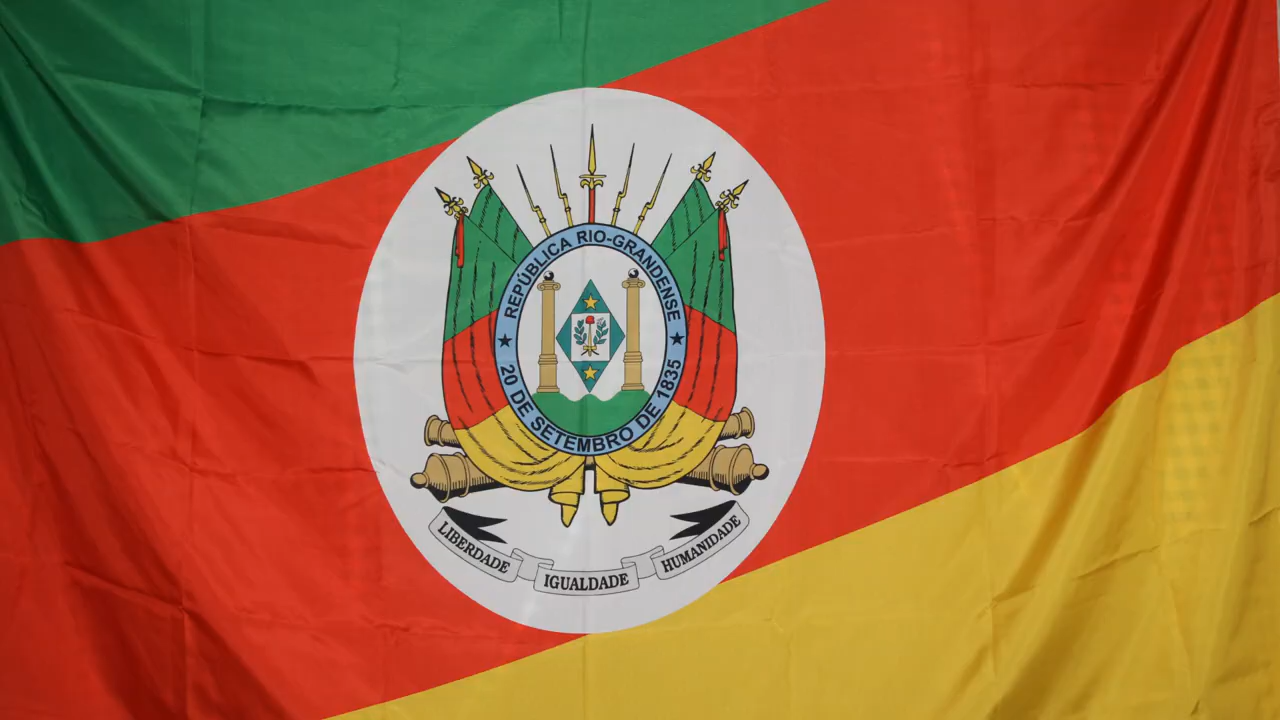 REPÚBLICA RIO-GRANDENSE
20 DE SETEMBRO DE 1835
LIBERDADE
IGUALDADE
HUMANIDADE